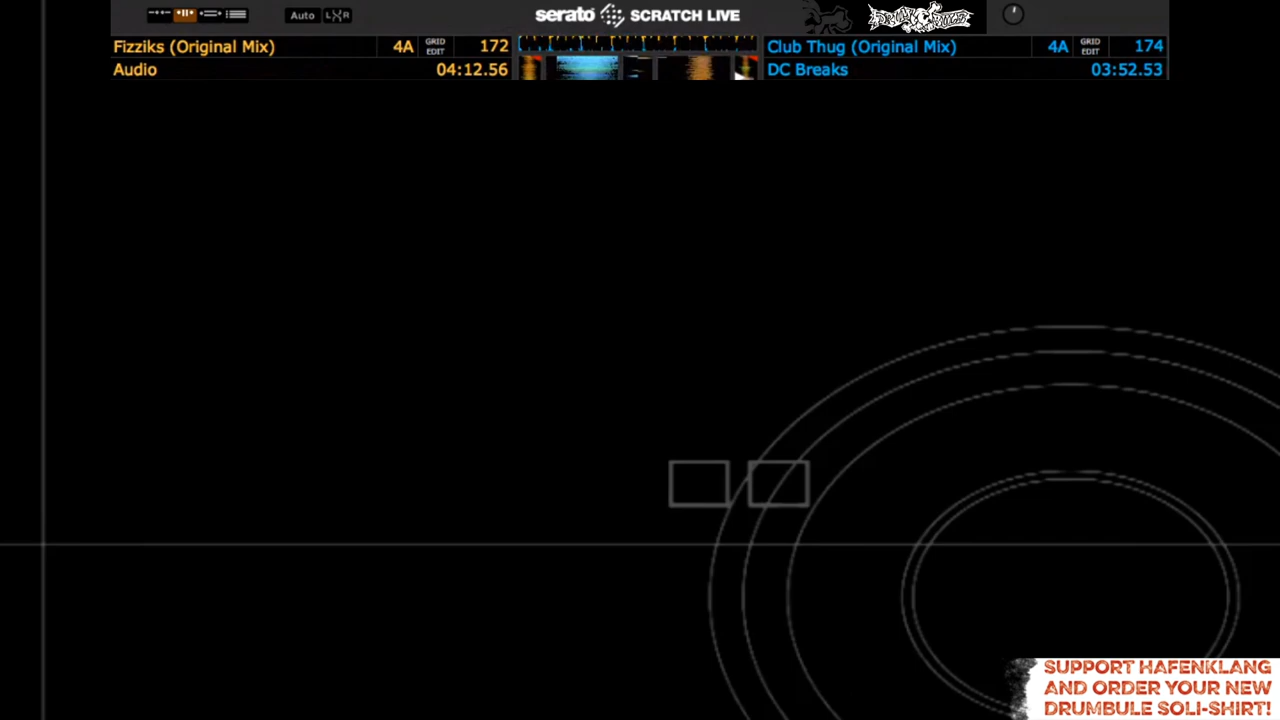 Auto L R serato SCRATCH LIVE
Fizziks (Original Mix) 4A GRID EDIT 172
Audio 04:12.56
Club Thug (Original Mix) 4A GRID EDIT 174
DC Breaks 03:52.53
SUPPORT HAFENKLANG
AND ORDER YOUR NEW
DRUMBULE SOLI-SHIRT!